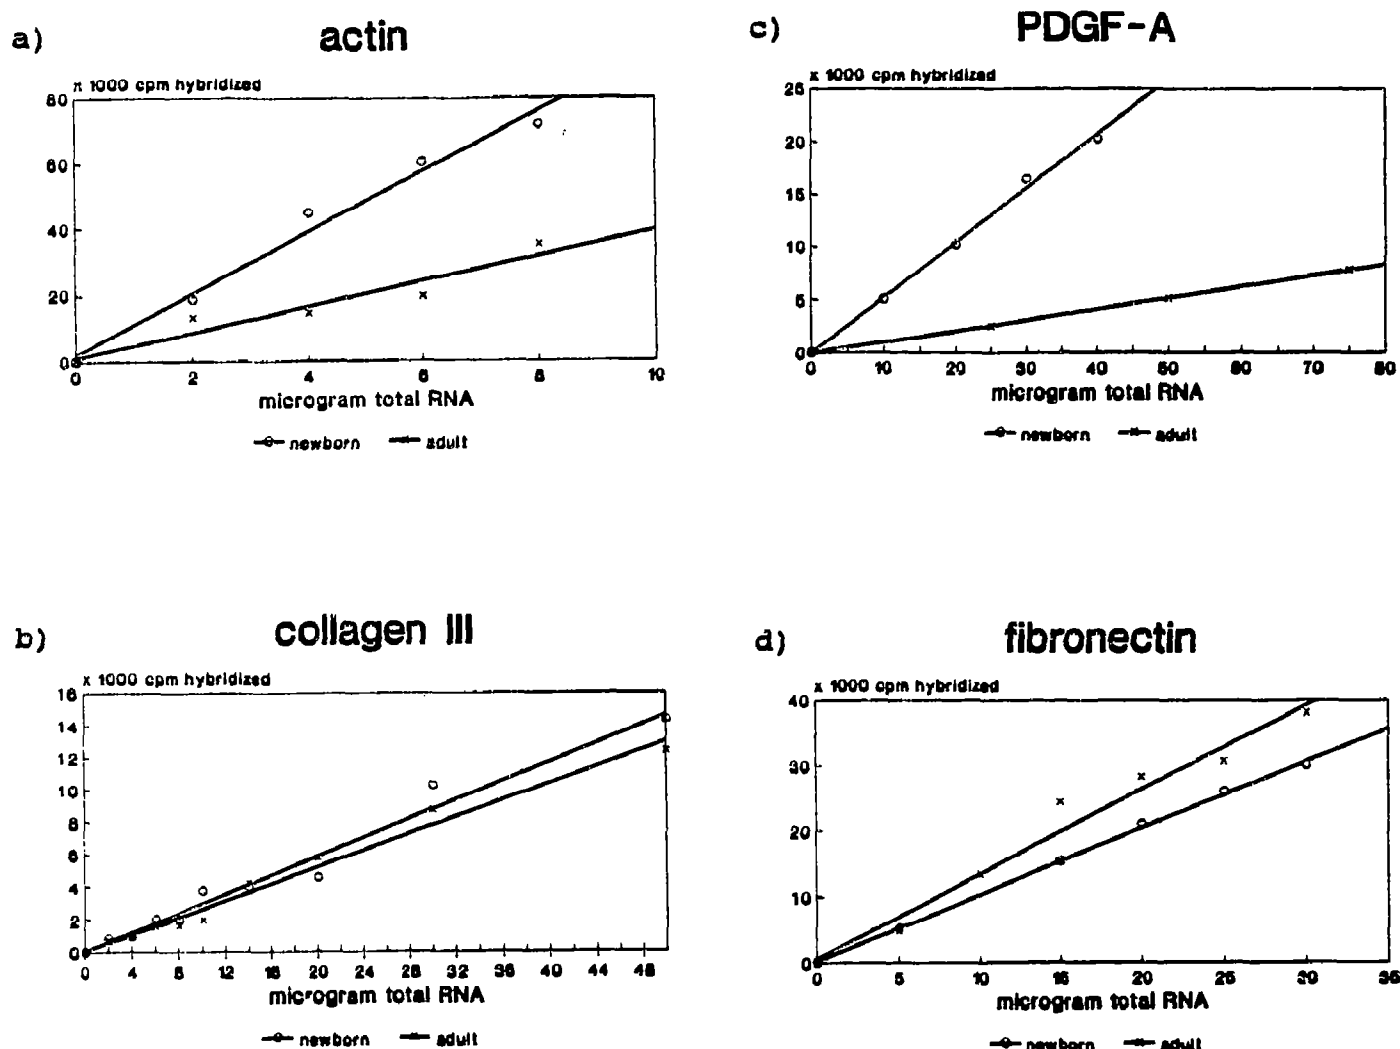 a)
actin
x 1000 cpm hybridized
80
60
40
20
0
0 2 4 6 8 10
microgram total RNA
newborn adult
c)
PDGF-A
x 1000 cpm hybridized
25
20
15
10
5
0
0 10 20 30 40 50 60 70 80
microgram total RNA
newborn adult
b)
collagen III
x 1000 cpm hybridized
16
14
12
10
8
6
4
2
0
0 4 8 12 16 20 24 28 32 36 40 44 48
microgram total RNA
newborn adult
d)
fibronectin
x 1000 cpm hybridized
40
30
20
10
0
0 5 10 15 20 25 30 35
microgram total RNA
newborn adult